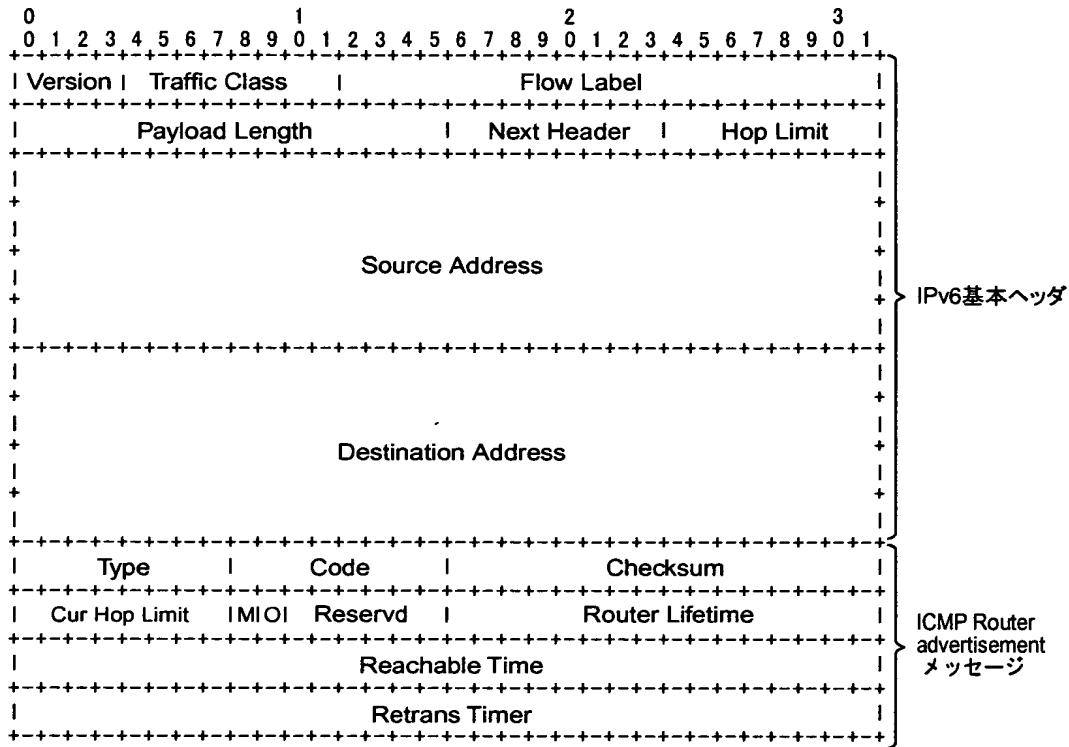 0 1 2 3
0 1 2 3 4 5 6 7 8 9 0 1 2 3 4 5 6 7 8 9 0 1 2 3 4 5 6 7 8 9 0 1
Version Traffic Class Flow Label
Payload Length Next Header Hop Limit
Source Address
IPv6基本ヘッダ
Destination Address
Type Code Checksum
Cur Hop Limit M O Reservd Router Lifetime
ICMP Router
advertisement
メッセージ
Reachable Time
Retrans Timer